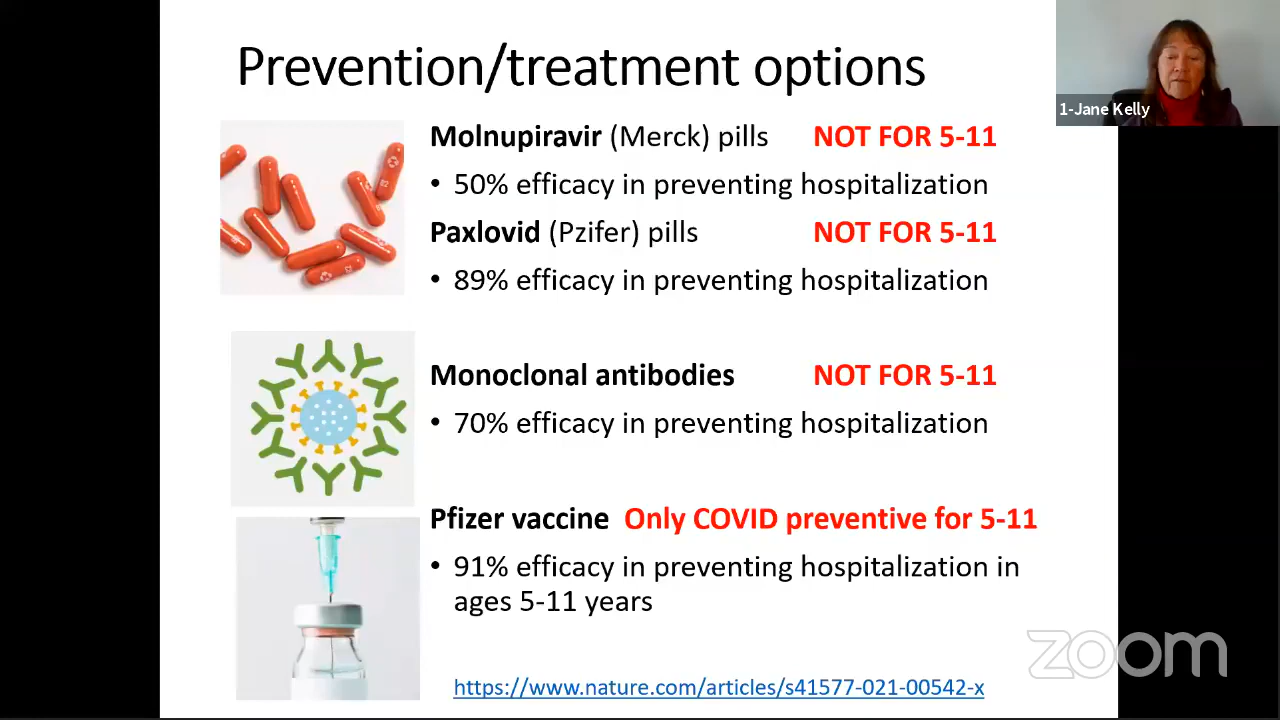 Prevention/treatment options
1-Jane Kelly
Molnupiravir (Merck) pills NOT FOR 5-11
• 50% efficacy in preventing hospitalization
Paxlovid (Pzifer) pills NOT FOR 5-11
• 89% efficacy in preventing hospitalization
Monoclonal antibodies NOT FOR 5-11
• 70% efficacy in preventing hospitalization
Pfizer vaccine Only COVID preventive for 5-11
• 91% efficacy in preventing hospitalization in
ages 5-11 years
zoom
https://www.nature.com/articles/s41577-021-00542-x